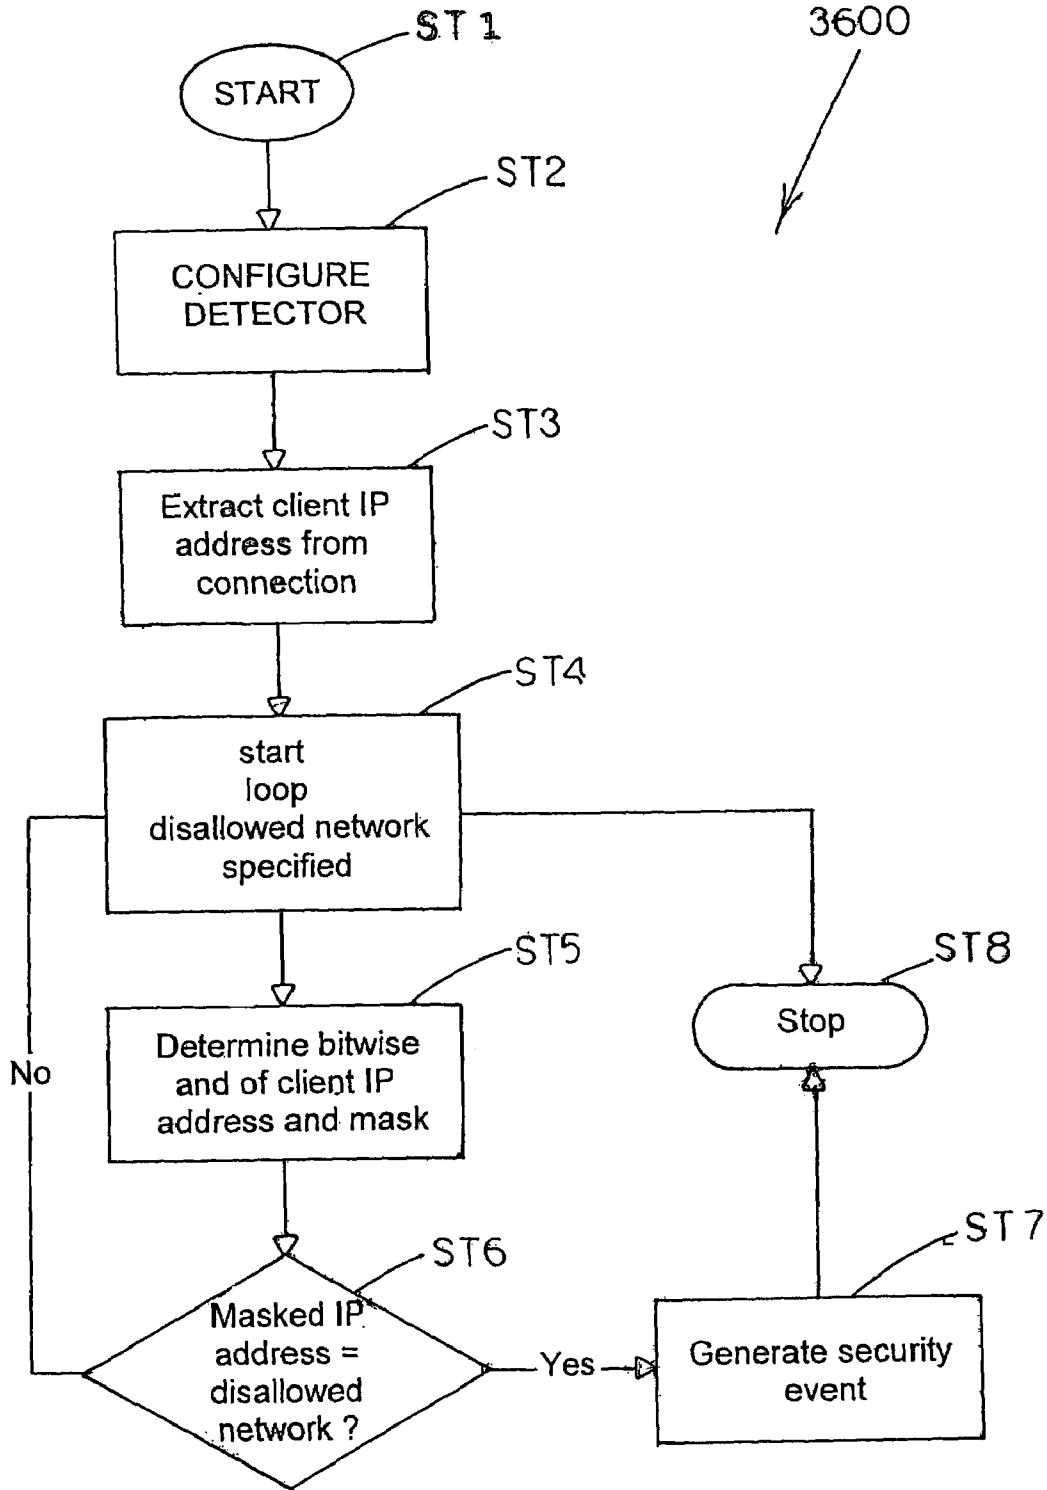 ST1
3600
START
ST2
CONFIGURE
DETECTOR
ST3
Extract client IP
address from
connection
ST4
start
loop
disallowed network
specified
ST5
ST8
Stop
Determine bitwise
and of client IP
address and mask
No
ST6
ST7
Masked IP
address =
disallowed
network ?
Yes
Generate security
event